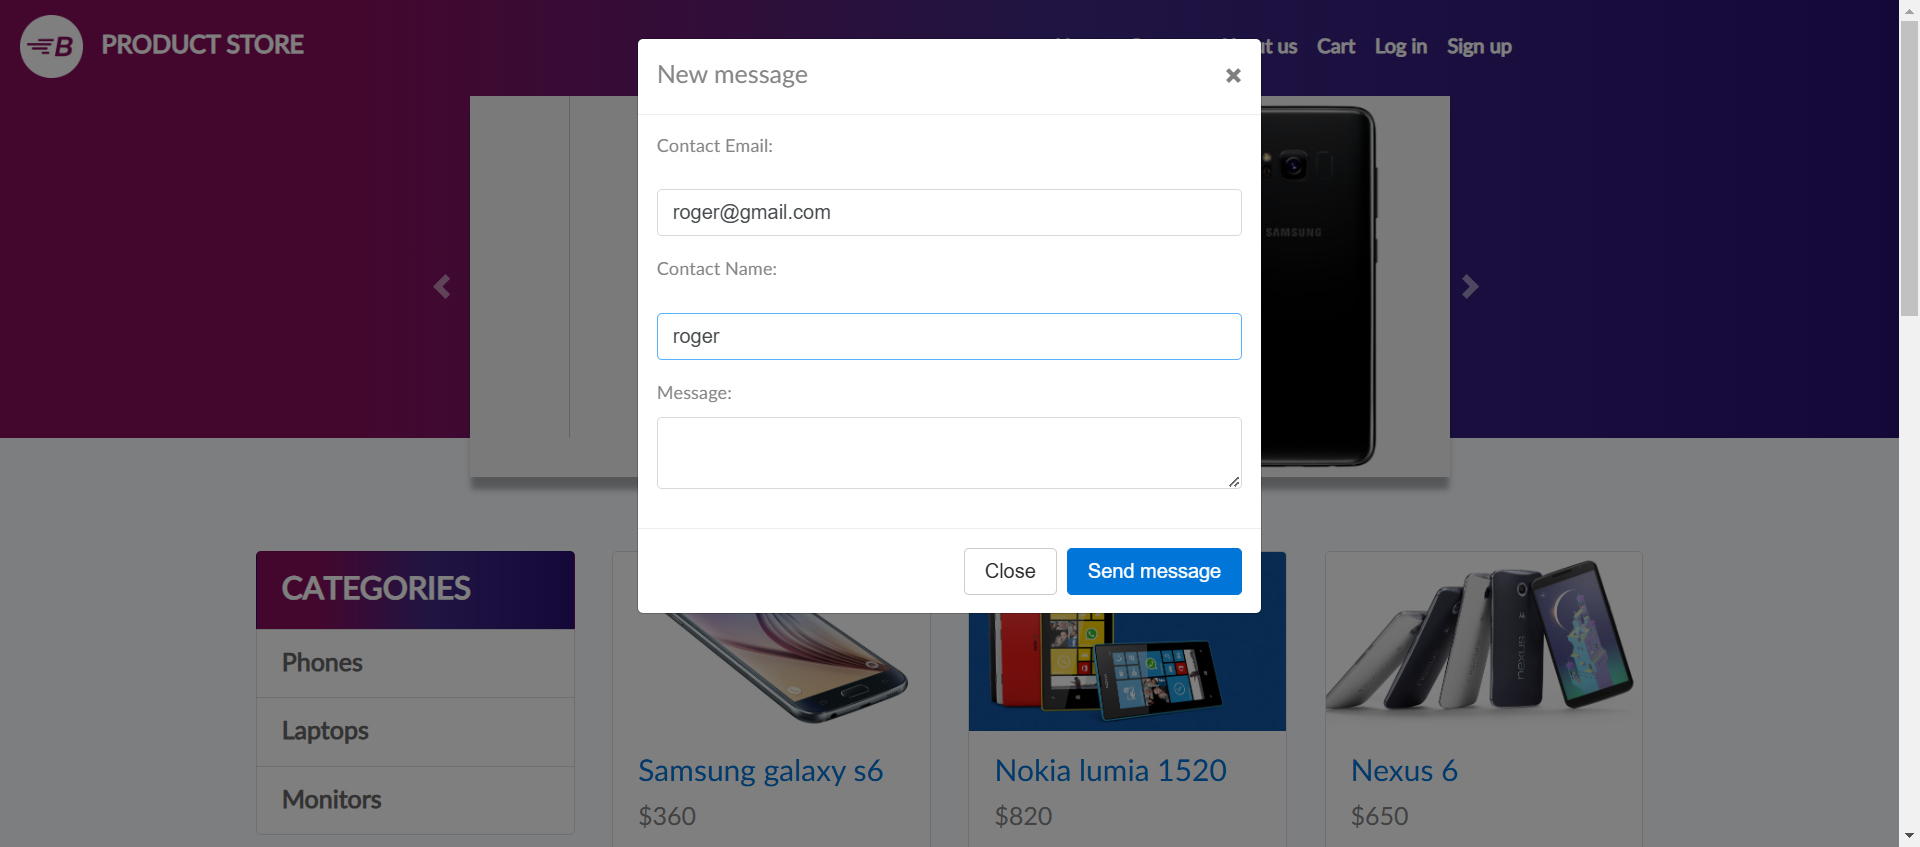 B PRODUCT STORE
t us Cart Log in Sign up
New message
Contact Email:
roger@gmail.com
Contact Name:
roger
Message:
Close Send message
SAMSUNG
CATEGORIES
Phones
Laptops
Monitors
nexus
Samsung galaxy s6
$360
Nokia lumia 1520
$820
Nexus 6
$650